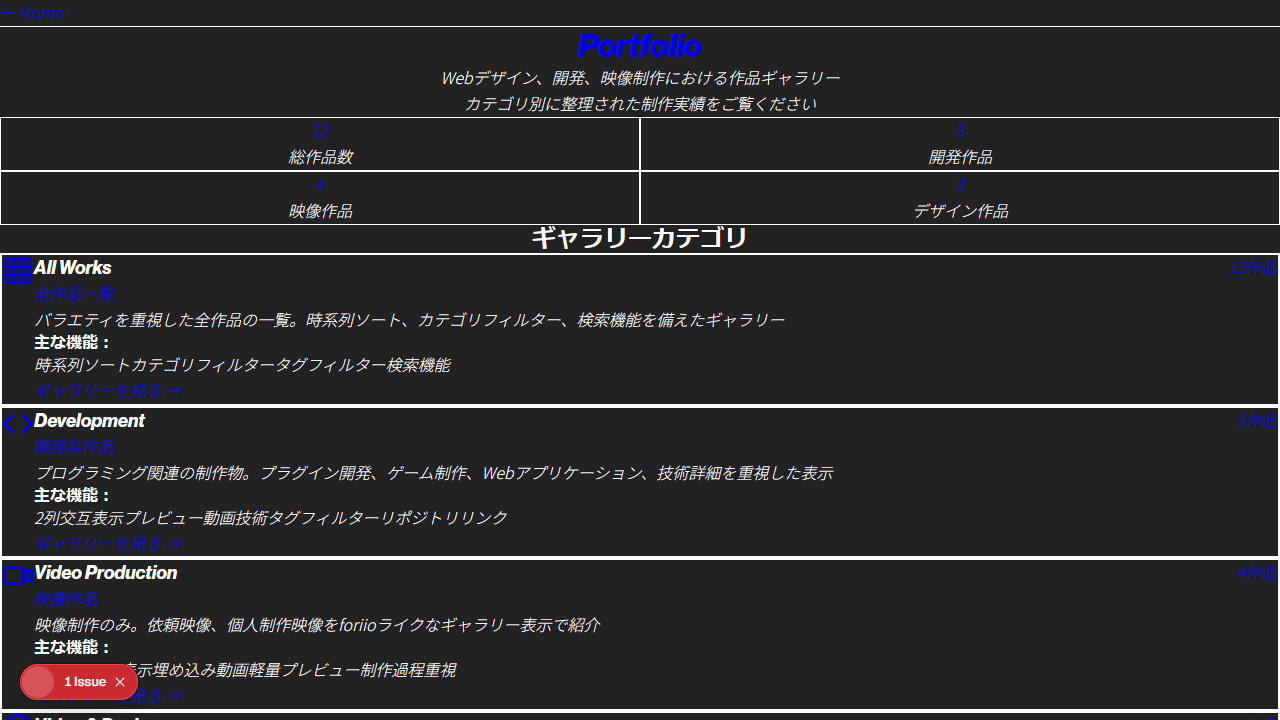 ← Home
Portfolio
Webデザイン、開発、映像制作における作品ギャラリー
カテゴリ別に整理された制作実績をご覧ください
12
総作品数
5
開発作品
4
映像作品
3
デザイン作品
ギャラリーカテゴリ
All Works
12作品
全作品一覧
バラエティを重視した全作品の一覧。時系列ソート、カテゴリフィルター、検索機能を備えたギャラリー
主な機能：
時系列ソートカテゴリフィルタータグフィルター検索機能
ギャラリーを見る →
Development
5作品
開発系作品
プログラミング関連の制作物。プラグイン開発、ゲーム制作、Webアプリケーション、技術詳細を重視した表示
主な機能：
2列交互表示プレビュー動画技術タグフィルターリポジトリリンク
ギャラリーを見る →
Video Production
4作品
映像作品
映像制作のみ。依頼映像、個人制作映像をforiioライクなギャラリー表示で紹介
主な機能：
表示埋め込み動画軽量プレビュー制作過程重視
を見る →
1 Issue